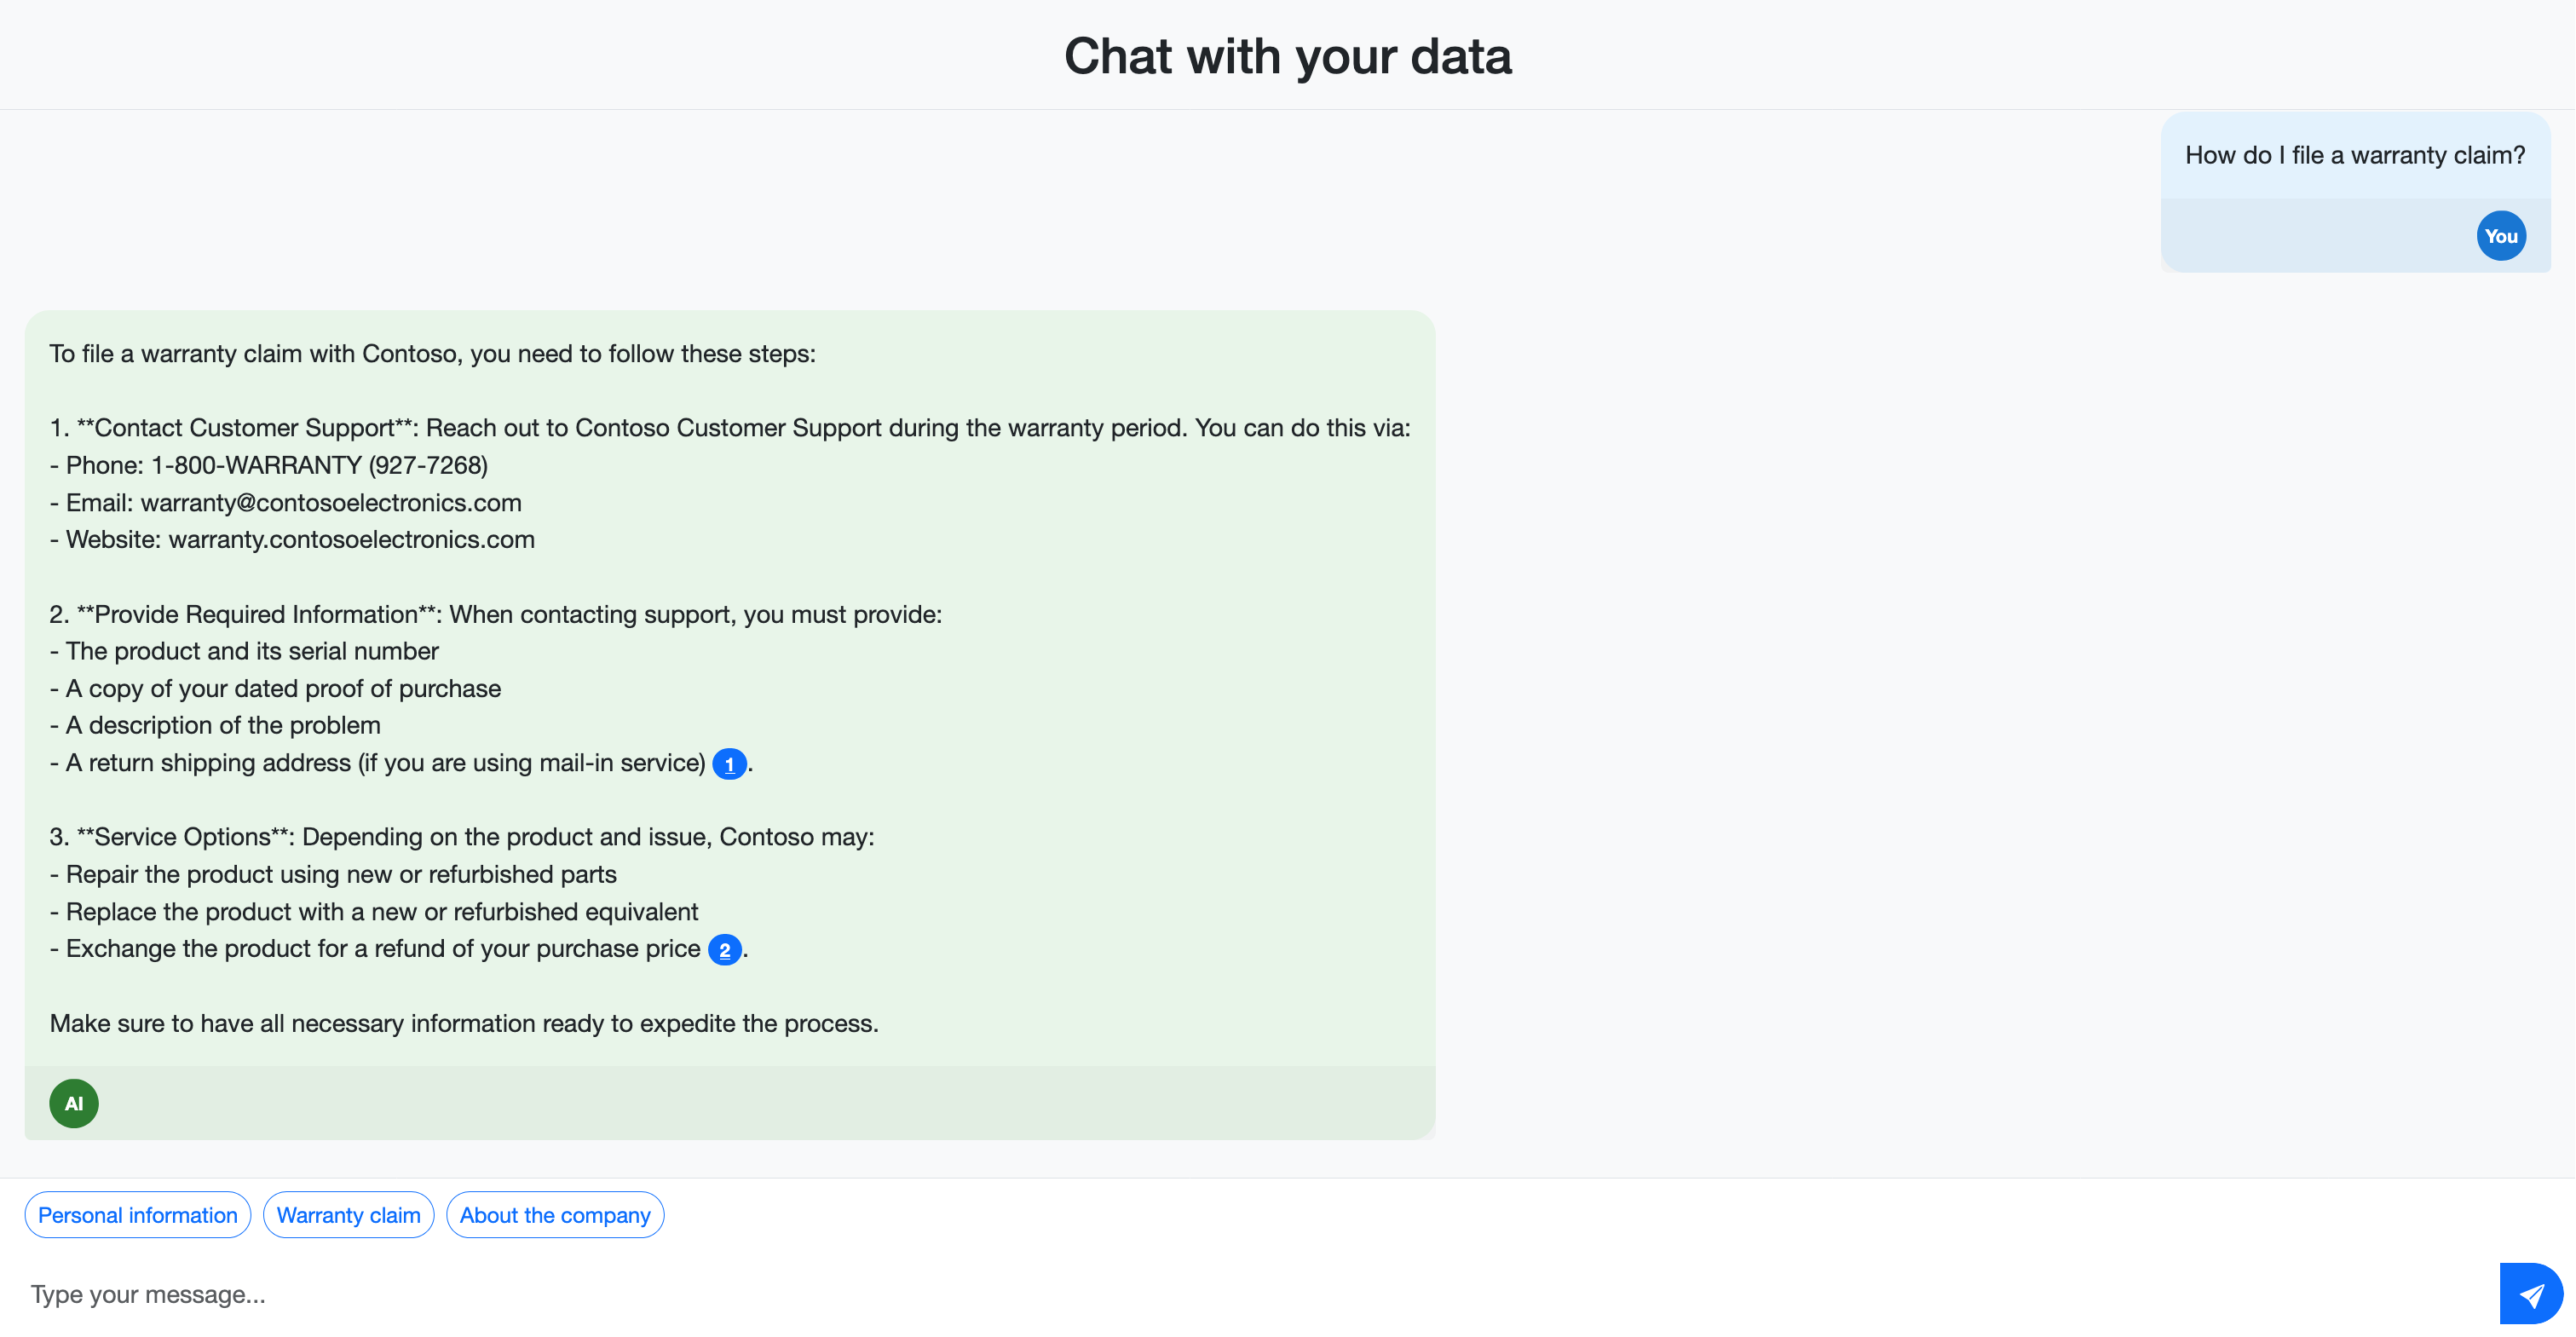 Chat with your data
How do I file a warranty claim?
You
To file a warranty claim with Contoso, you need to follow these steps:
1. **Contact Customer Support**: Reach out to Contoso Customer Support during the warranty period. You can do this via:
- Phone: 1-800-WARRANTY (927-7268)
- Email: warranty@contosoelectronics.com
- Website: warranty.contosoelectronics.com
2. **Provide Required Information**: When contacting support, you must provide:
- The product and its serial number
- A copy of your dated proof of purchase
- A description of the problem
- A return shipping address (if you are using mail-in service) 1.
3. **Service Options**: Depending on the product and issue, Contoso may:
- Repair the product using new or refurbished parts
- Replace the product with a new or refurbished equivalent
- Exchange the product for a refund of your purchase price 2.
Make sure to have all necessary information ready to expedite the process.
AI
Personal information Warranty claim About the company
Type your message...